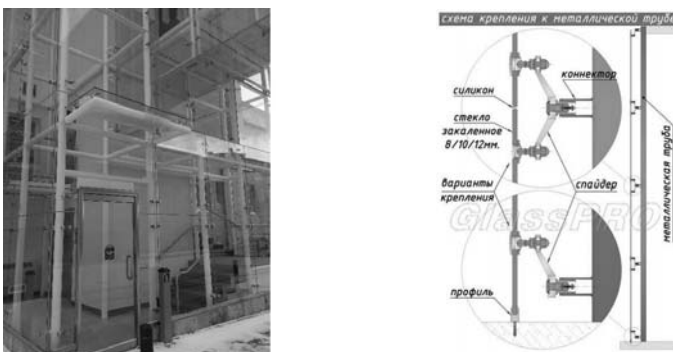 схема крепления к металлической трубе
силикон
коннектор
стекло
закаленное
8/10/12мм.
варианты
крепления
спайдер
GlassPRO
металлическая труба
профиль